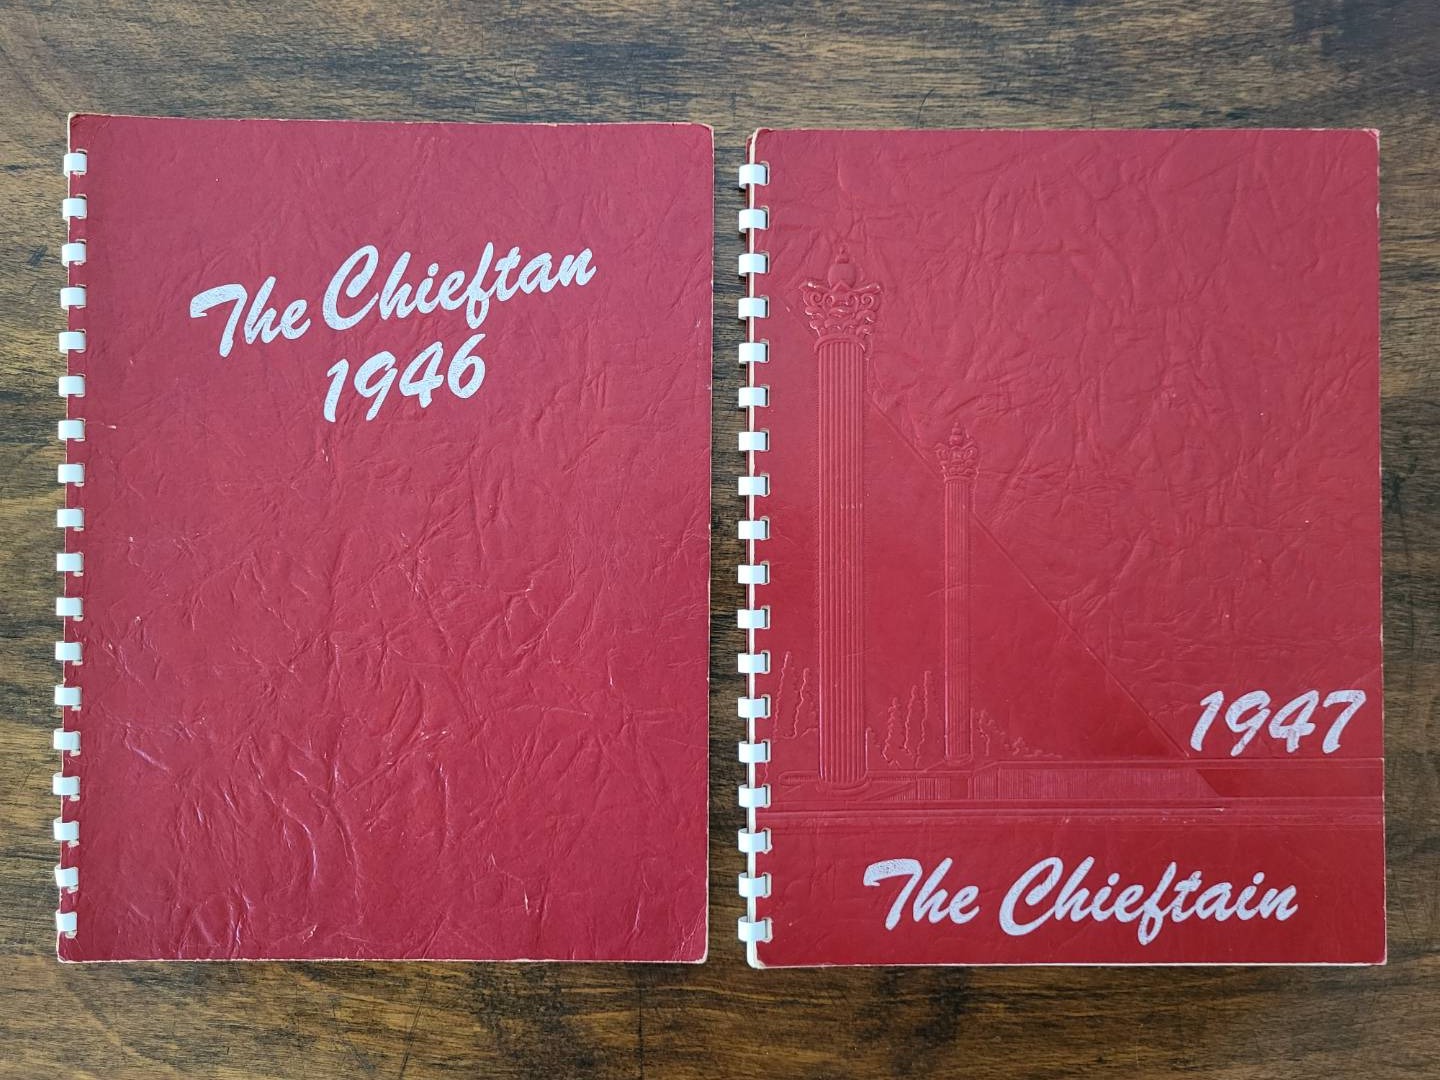 The Chieftan
1946
1947
The Chieftain